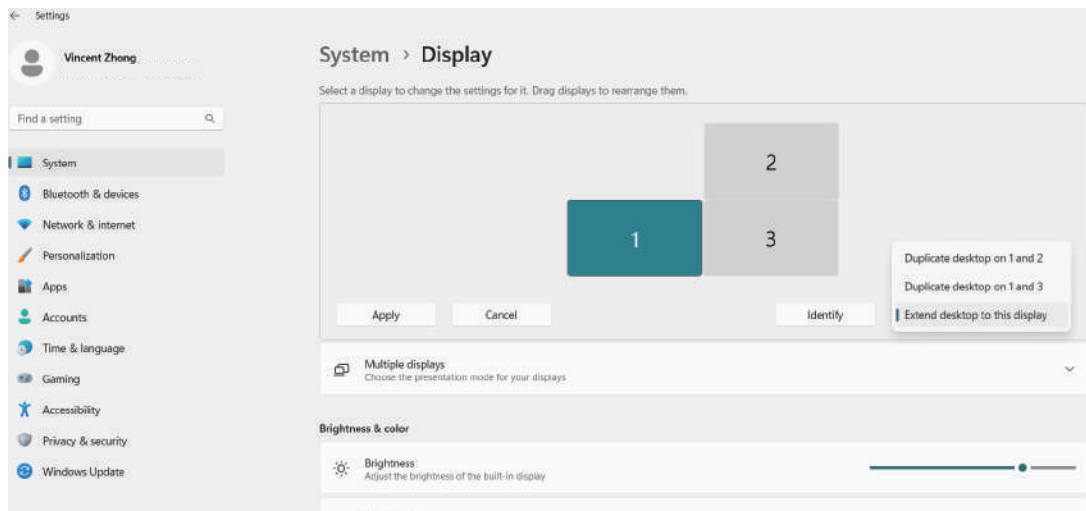 ← Settings
Vincent Zhong
Find a setting
System
Bluetooth & devices
Network & internet
Personalization
Apps
Accounts
Time & language
Gaming
Accessibility
Privacy & security
Windows Update
System > Display
Select a display to change the settings for it. Drag displays to rearrange them.
2
1
3
Duplicate desktop on 1 and 2
Duplicate desktop on 1 and 3
Extend desktop to this display
Apply Cancel Identify
Multiple displays
Choose the presentation mode for your displays
Brightness & color
Brightness
Adjust the brightness of the built-in display